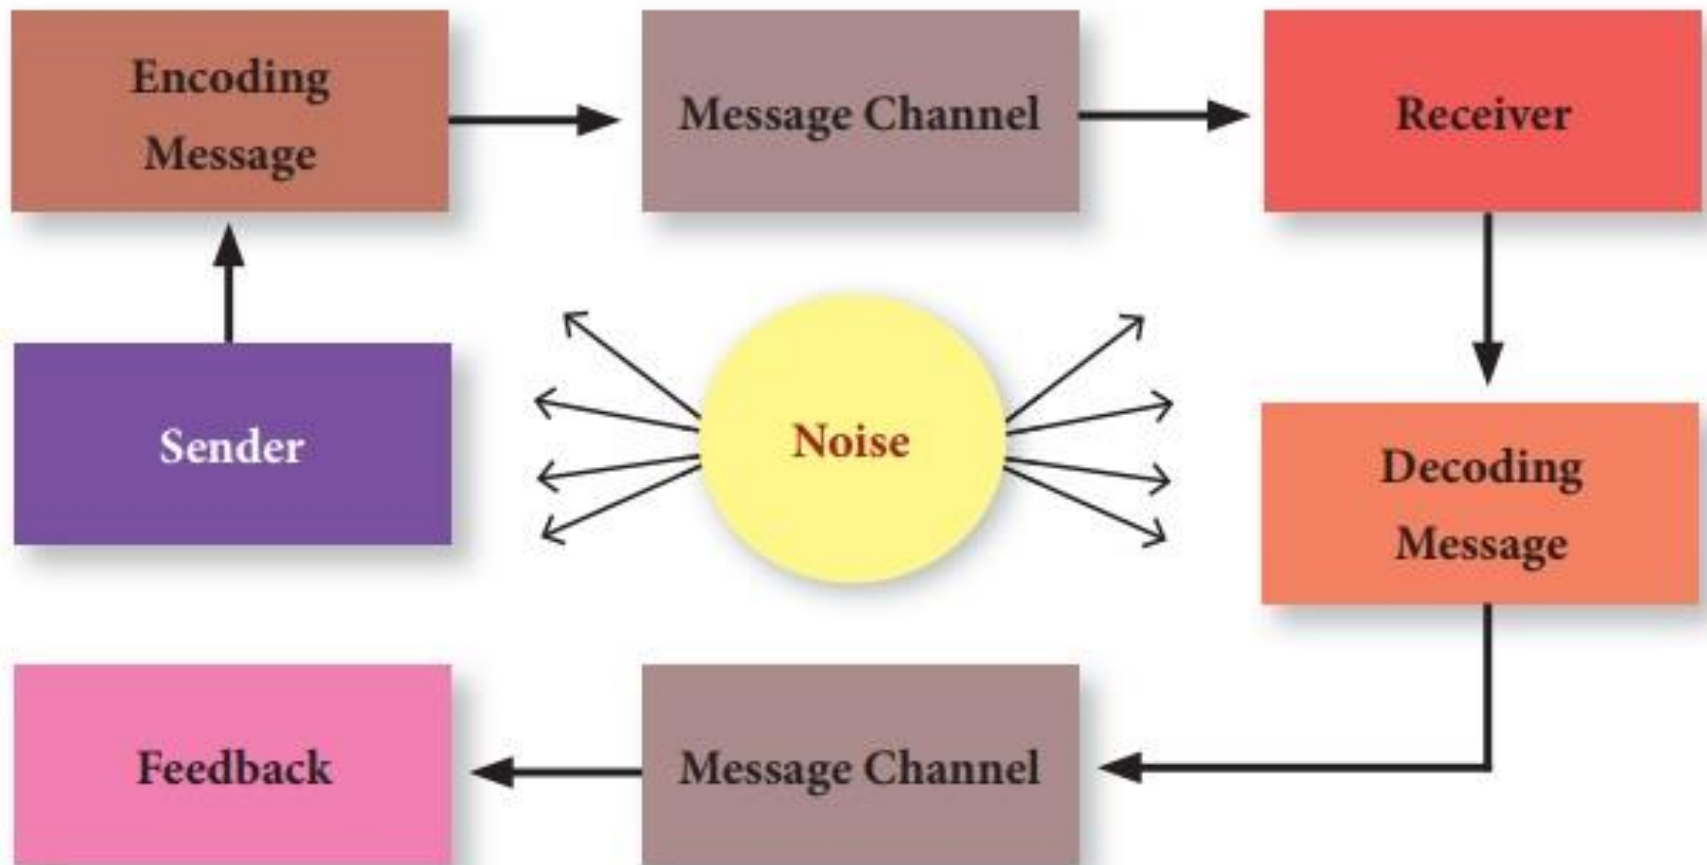 Encoding
Message
Message Channel
Receiver
Sender
Noise
Decoding
Message
Feedback
Message Channel